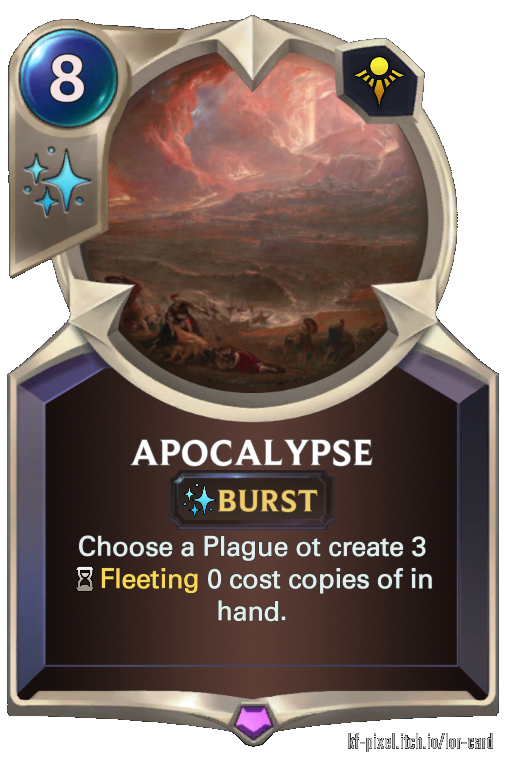 8
APOCALYPSE
BURST
Choose a Plague ot create 3
Fleeting 0 cost copies of in
hand.
kf-pixel.itch.io/lor-card